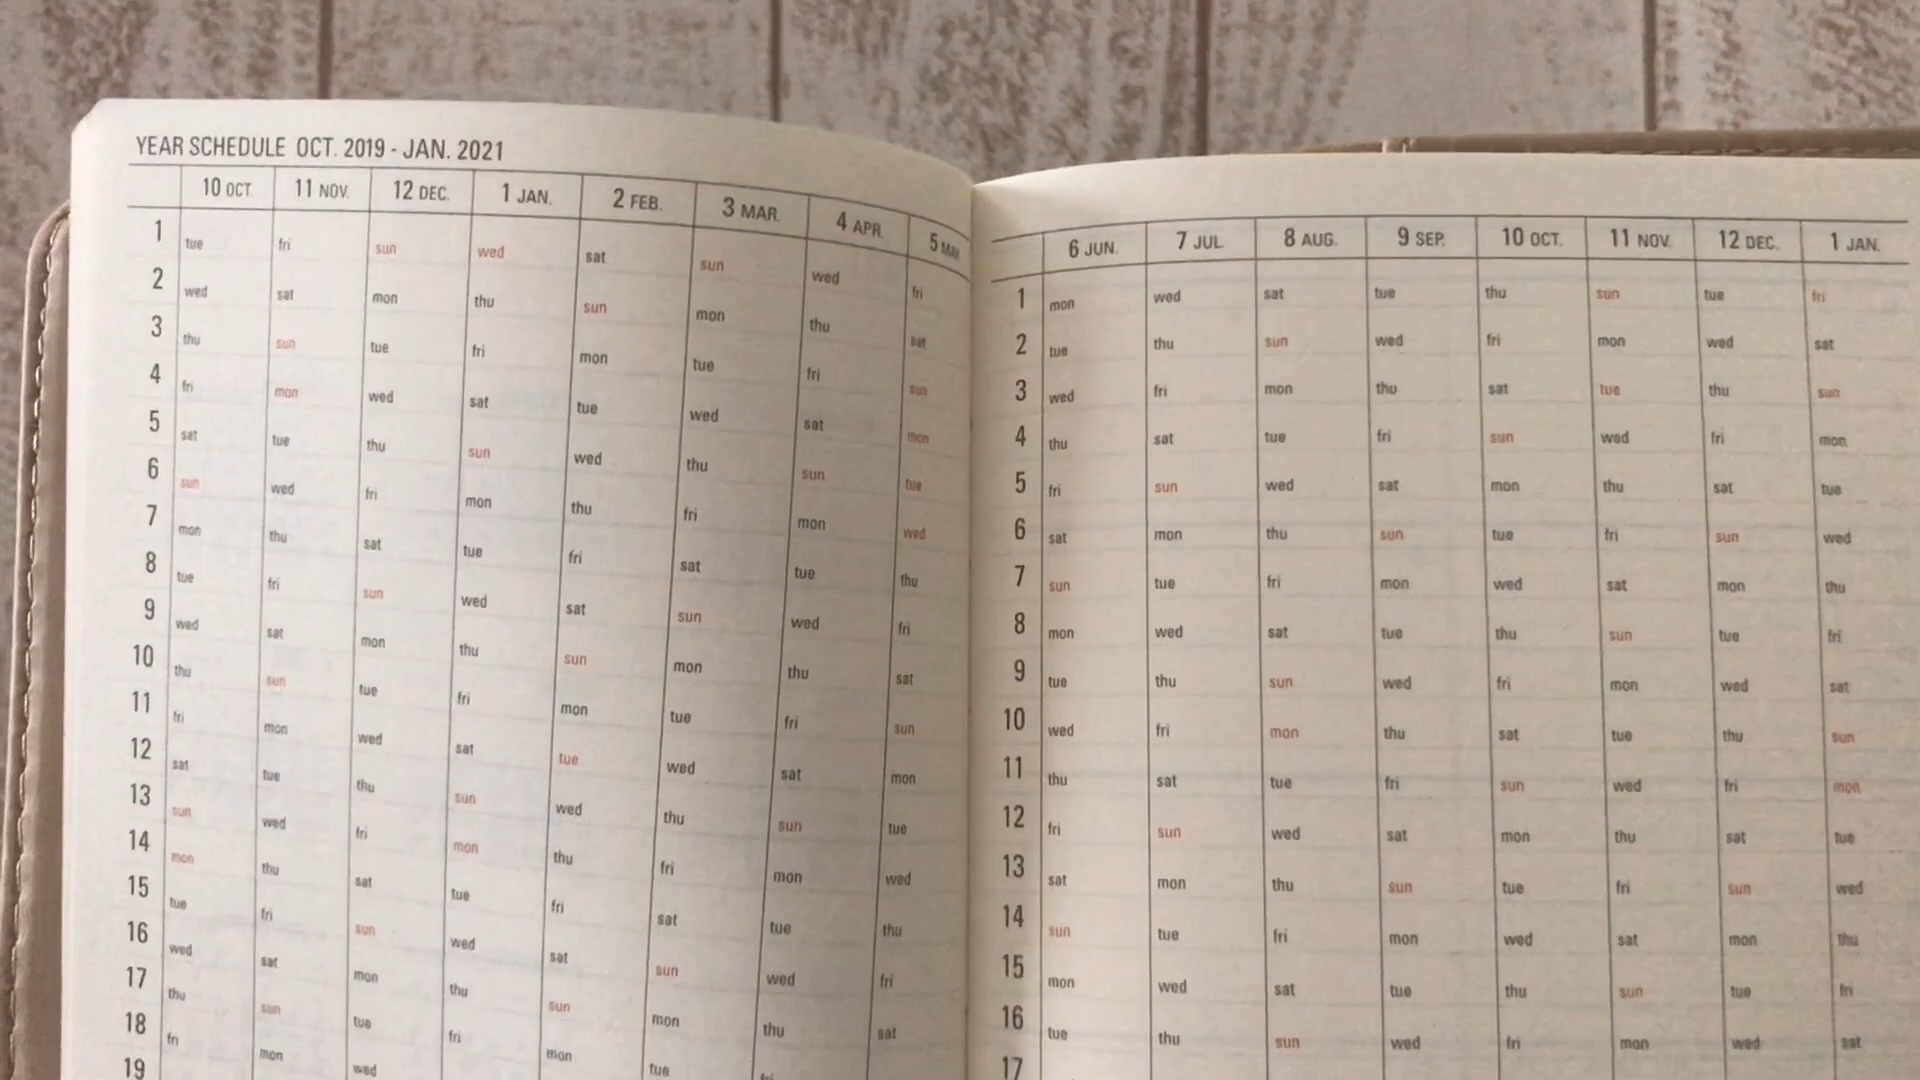 YEAR SCHEDULE OCT. 2019 - JAN. 2021
10 OCT. 11 NOV. 12 DEC. 1 JAN. 2 FEB. 3 MAR. 4 APR. 5 MAY.
1 tue fri sun wed sat sun wed fri
2 wed sat mon thu sun mon thu sat
3 thu sun tue fri mon tue fri sun
4 fri mon wed sat tue wed sat mon
5 sat tue thu sun wed thu sun tue
6 sun wed fri mon thu fri mon wed
7 mon thu sat tue fri sat tue thu
8 tue fri sun wed sat sun wed fri
9 wed sat mon thu sun mon thu sat
10 thu sun tue fri mon tue fri sun
11 fri mon wed sat tue wed sat mon
12 sat tue thu sun wed thu sun tue
13 sun wed fri mon thu fri mon wed
14 mon thu sat tue fri sat tue thu
15 tue fri sun wed sat sun wed fri
16 wed sat mon thu sun mon thu sat
17 thu sun tue fri mon tue
18 fri mon wed
19
6 JUN. 7 JUL. 8 AUG. 9 SEP. 10 OCT. 11 NOV. 12 DEC. 1 JAN.
1 mon wed sat tue thu sun tue fri
2 tue thu sun wed fri mon wed sat
3 wed fri mon thu sat tue thu sun
4 thu sat tue fri sun wed fri mon
5 fri sun wed sat mon thu sat tue
6 sat mon thu sun tue fri sun wed
7 sun tue fri mon wed sat mon thu
8 mon wed sat tue thu sun tue fri
9 tue thu sun wed fri mon wed sat
10 wed fri mon thu sat tue thu sun
11 thu sat tue fri sun wed fri mon
12 fri sun wed sat mon thu sat tue
13 sat mon thu sun tue fri sun wed
14 sun tue fri mon wed sat mon thu
15 mon wed sat tue thu sun tue fri
16 tue thu sun wed fri mon wed sat
17